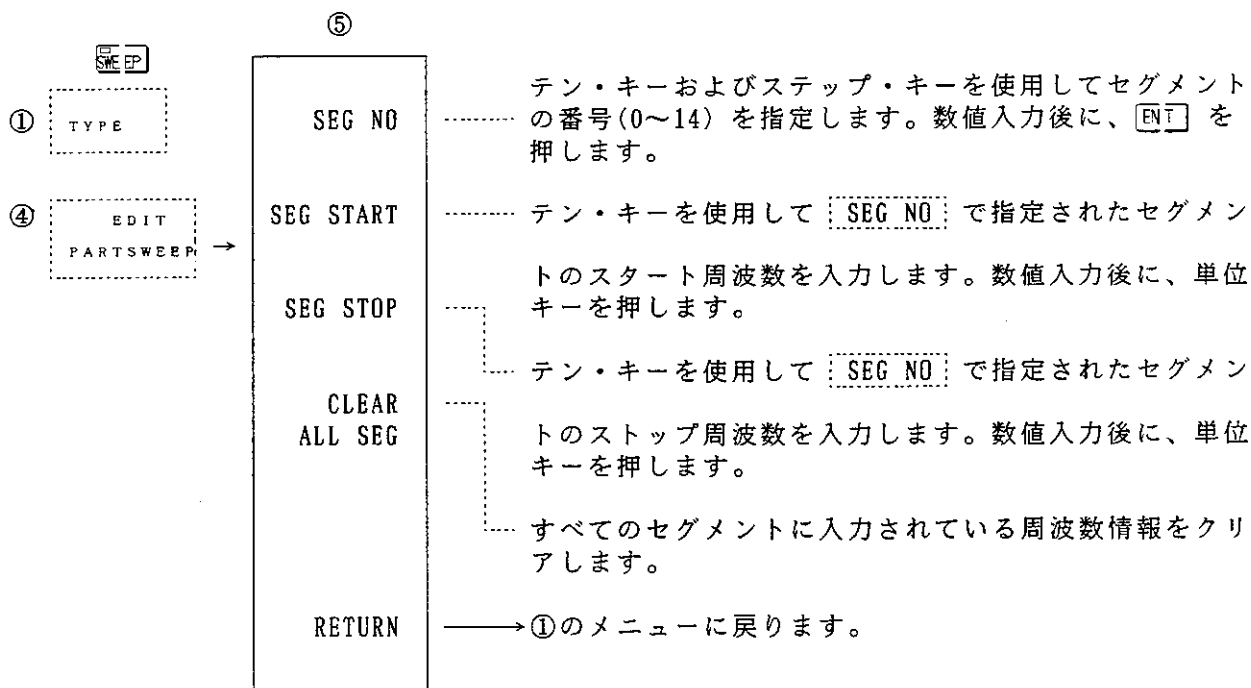 ⑤
SWEEP
① TYPE
④ EDIT
PARTSWEEP →
SEG NO
テン・キーおよびステップ・キーを使用してセグメント
の番号(0～14) を指定します。数値入力後に、ENT を
押します。
SEG START
テン・キーを使用して SEG NO で指定されたセグメン
トのスタート周波数を入力します。数値入力後に、単位
キーを押します。
SEG STOP
テン・キーを使用して SEG NO で指定されたセグメン
トのストップ周波数を入力します。数値入力後に、単位
キーを押します。
CLEAR
ALL SEG
すべてのセグメントに入力されている周波数情報をクリ
アします。
RETURN → ①のメニューに戻ります。